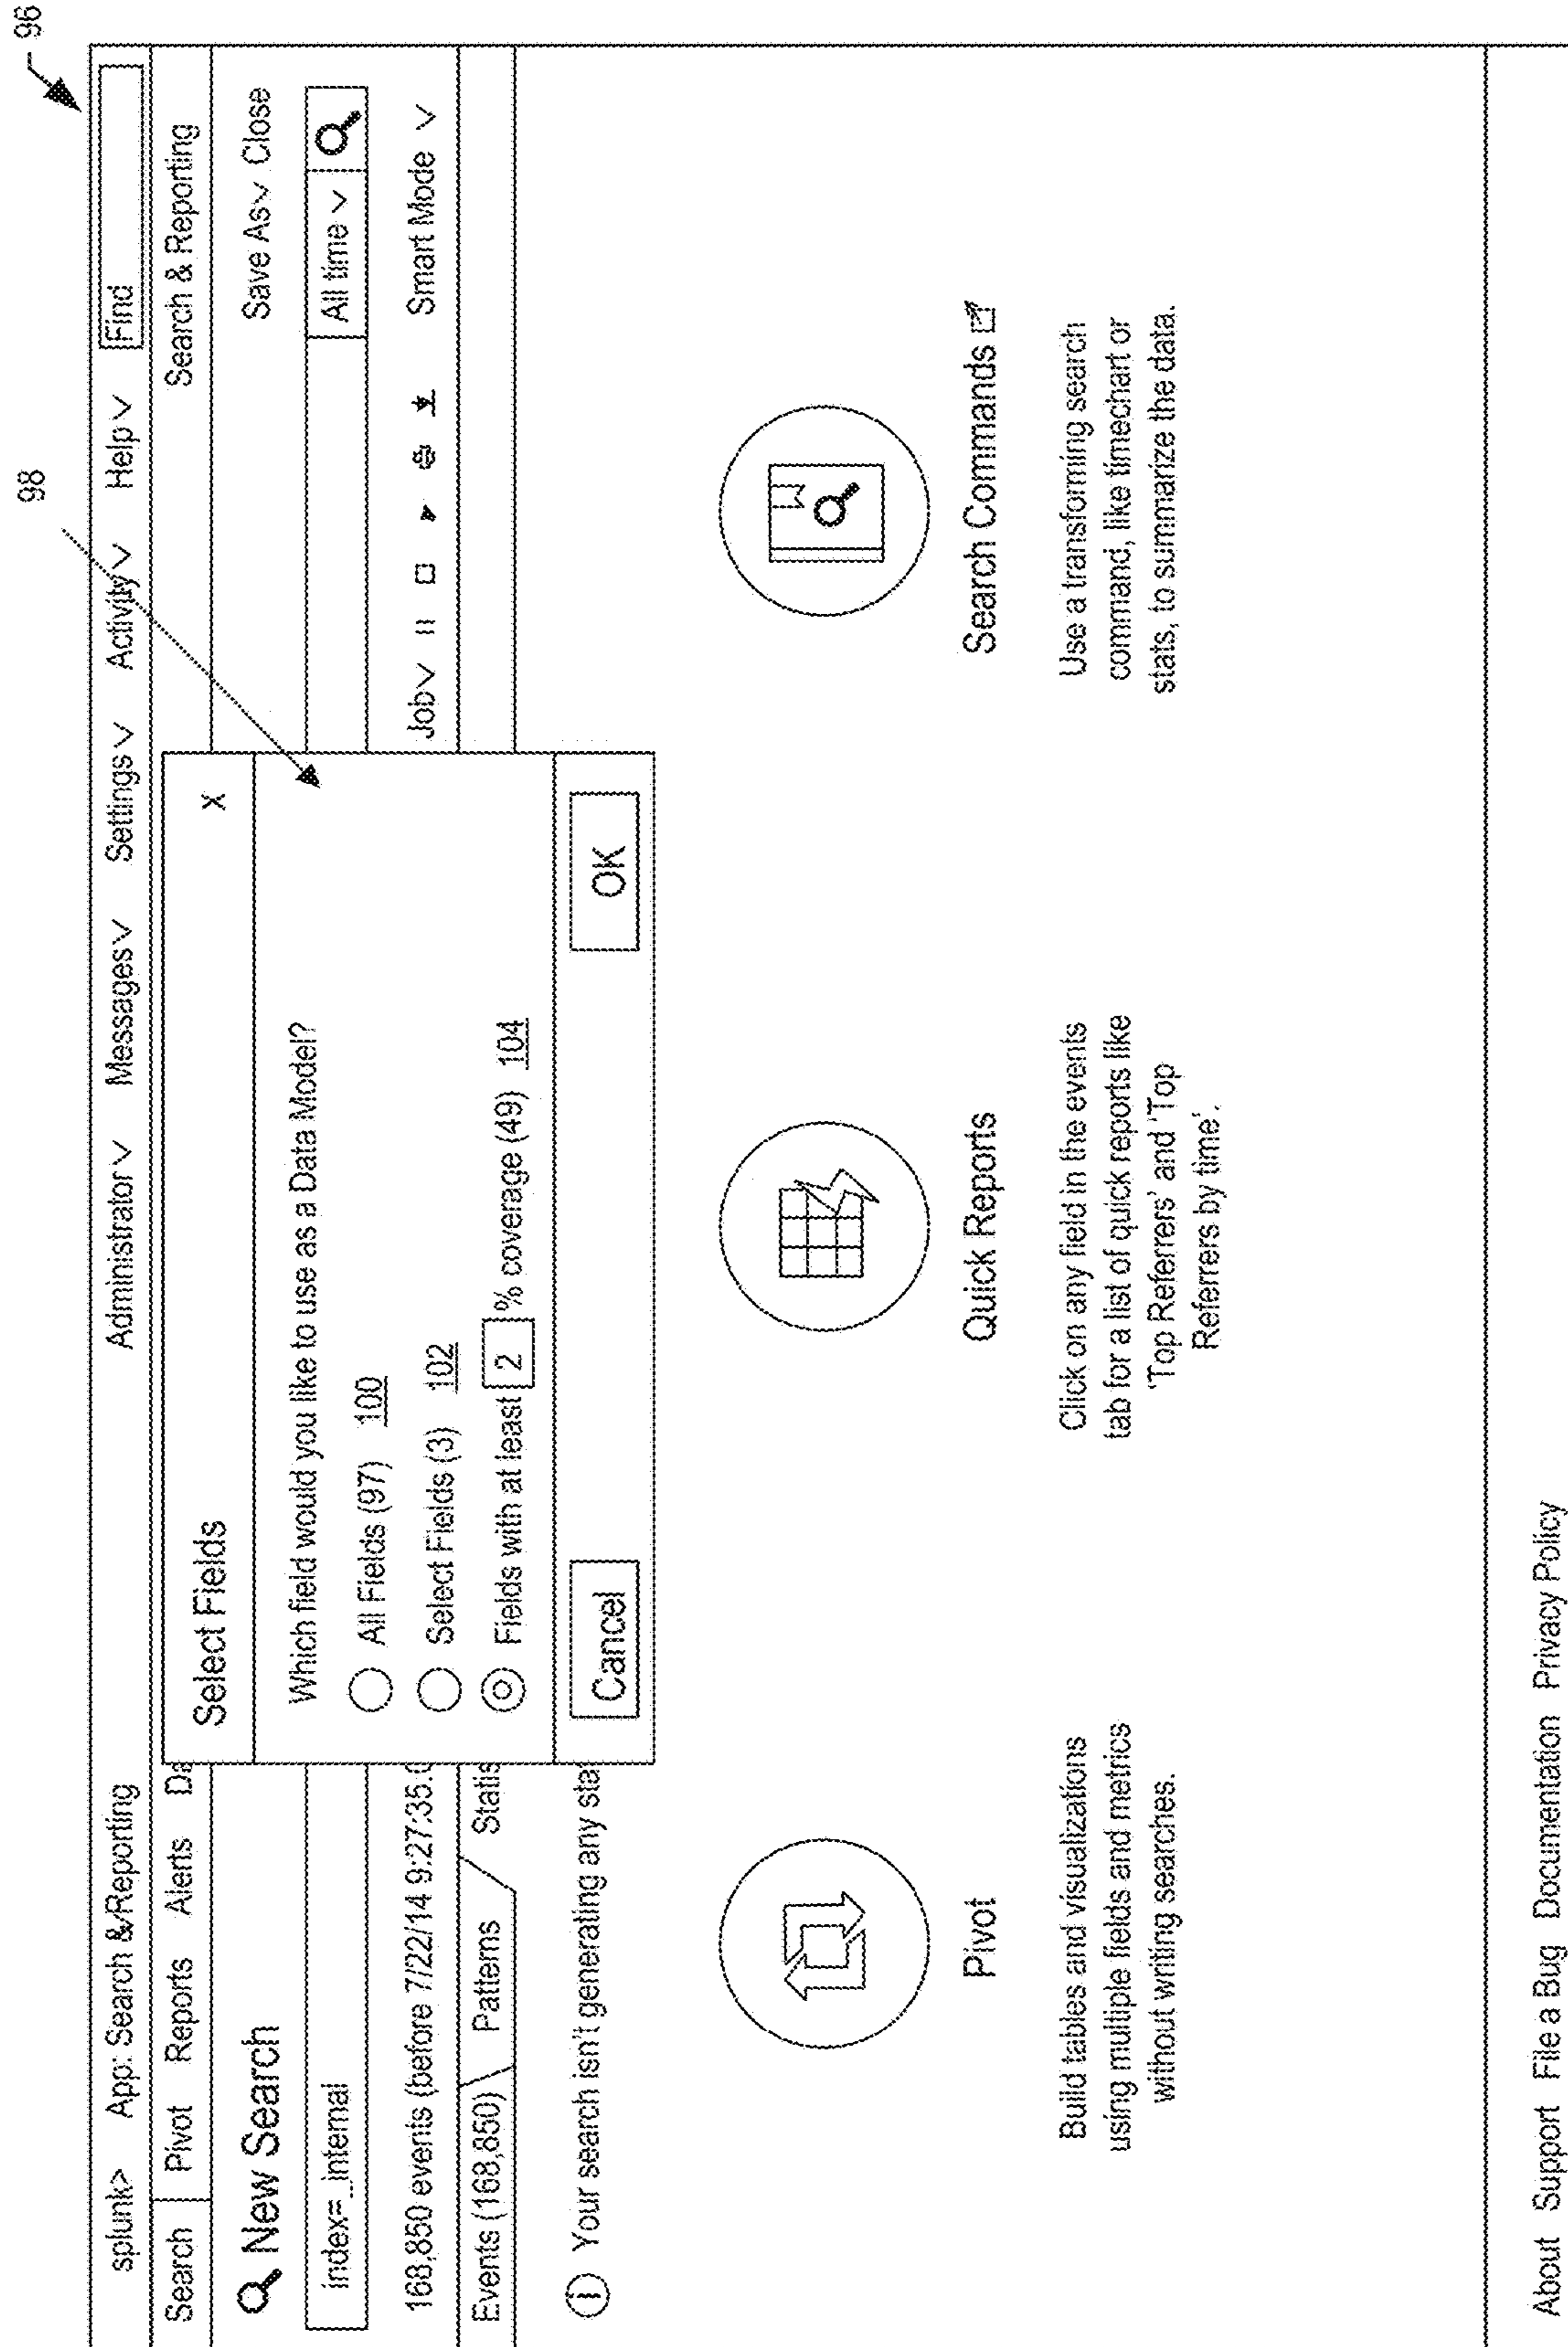 96
98
splunk> App: Search &Reporting Administrator Messages Settings Activity Help Find
Search Pivot Reports Alerts Search & Reporting
New Search
Save As Close
index=_internal
All time
168,850 events (before 7/22/14 9:27:35.
Job Smart Mode
Events (168,850) Patterns Statis
Your search isn't generating any
Select Fields X
Which field would you like to use as a Data Model?
All Fields (97) 100
Select Fields (3) 102
Fields with at least 2 % coverage (49) 104
Cancel OK
Pivot
Build tables and visualizations
using multiple fields and metrics
without writing searches.
Quick Reports
Click on any field in the events
tab for a list of quick reports like
'Top Referrers' and 'Top
Referrers by time'.
Search Commands
Use a transforming search
command, like timechart or
stats, to summarize the data.
About Support File a Bug Documentation Privacy Policy